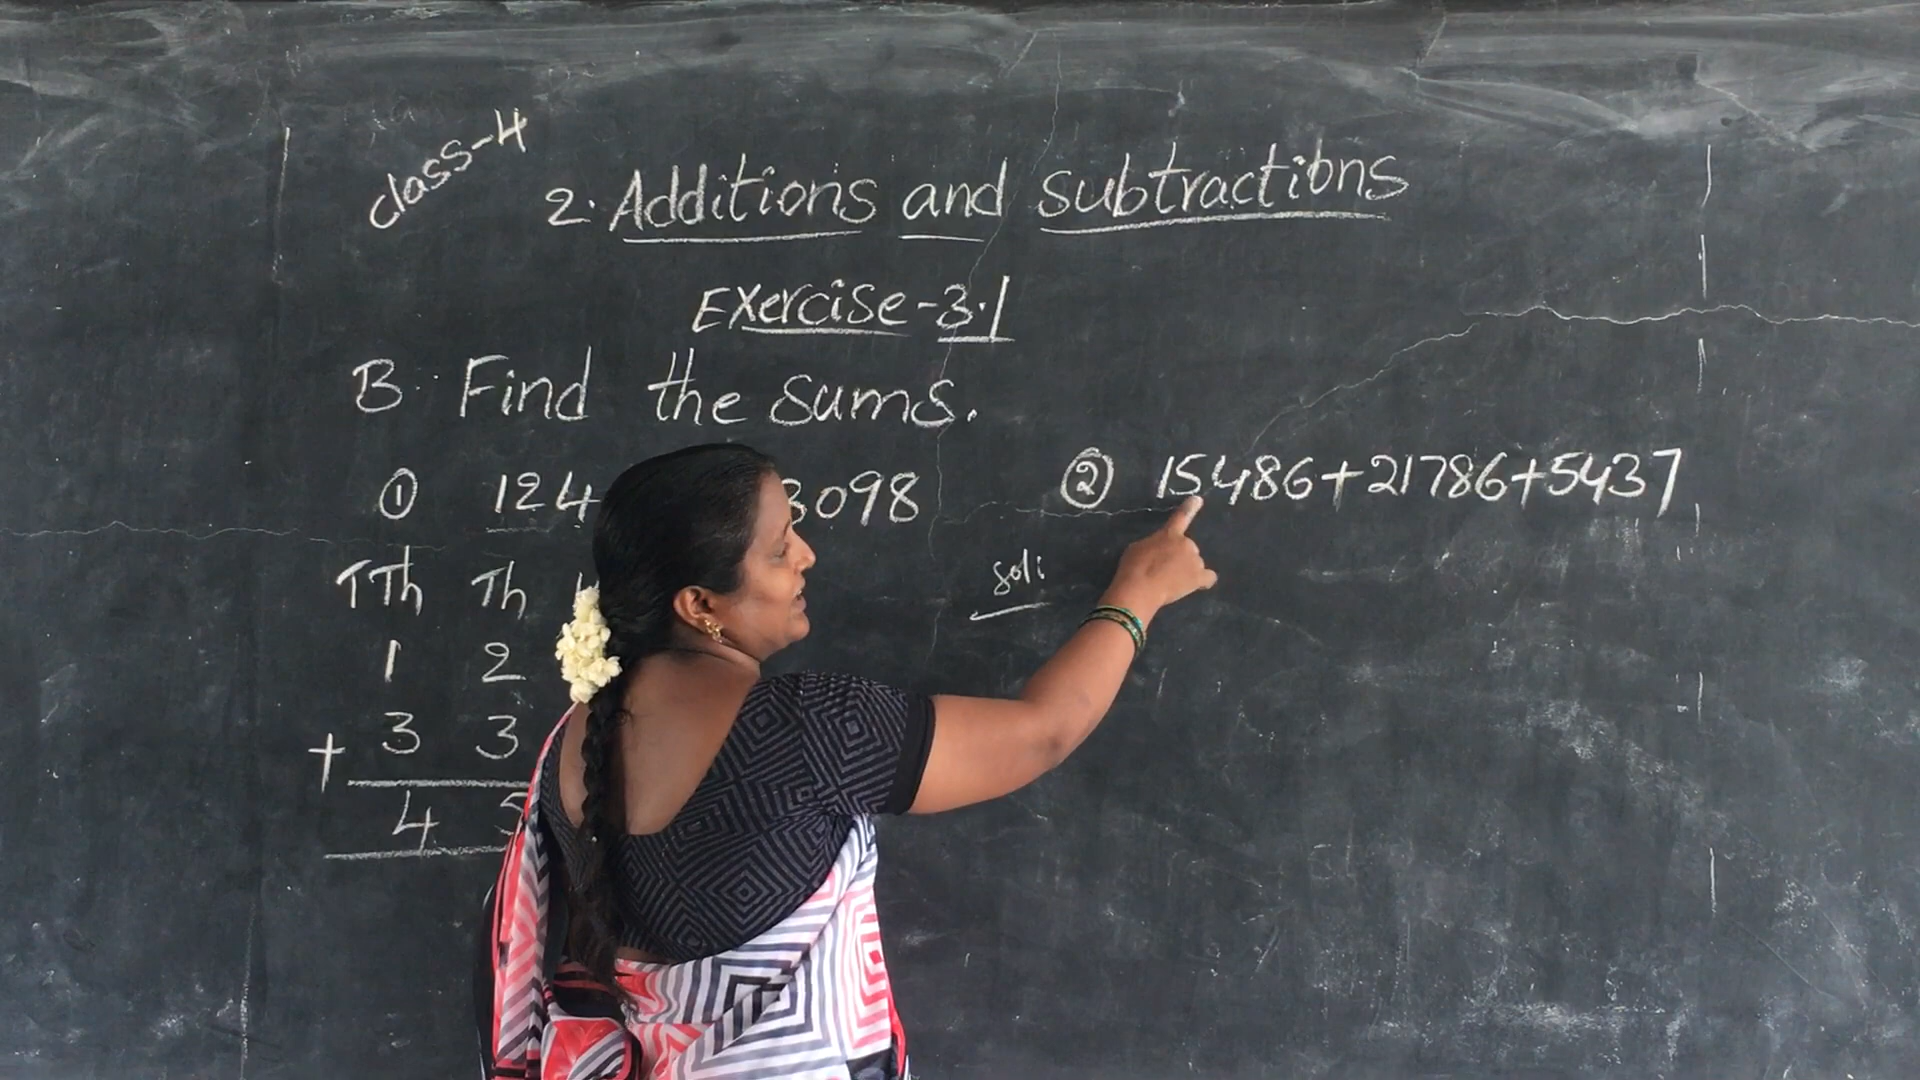 class-4
2. Additions and subtractions
Exercise-3.1
B. Find the sums.
① 124 3098
② 15486+21786+5437
TTh Th
sol:
1 2
+ 3 3
4 5